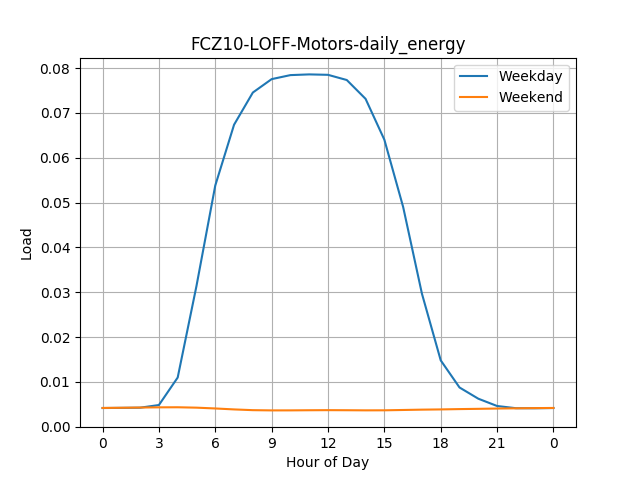 FCZ10-LOFF-Motors-daily_energy
Weekday
Weekend
0.08
0.07
0.06
0.05
0.04
0.03
0.02
0.01
0.00
Load
0 3 6 9 12 15 18 21 0
Hour of Day